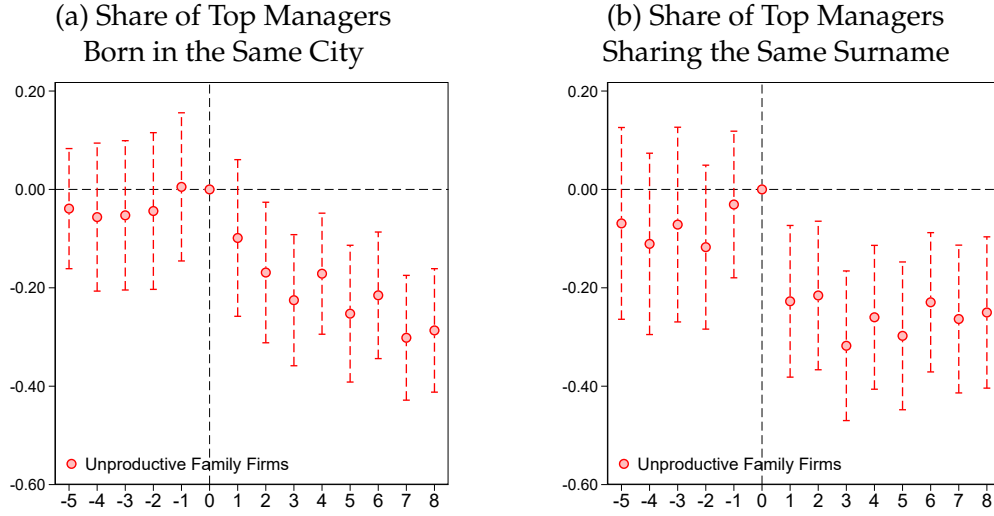 (a) Share of Top Managers
Born in the Same City
0.20
0.00
-0.20
-0.40
-0.60
Unproductive Family Firms
-5 -4 -3 -2 -1 0 1 2 3 4 5 6 7 8
(b) Share of Top Managers
Sharing the Same Surname
0.20
0.00
-0.20
-0.40
-0.60
Unproductive Family Firms
-5 -4 -3 -2 -1 0 1 2 3 4 5 6 7 8